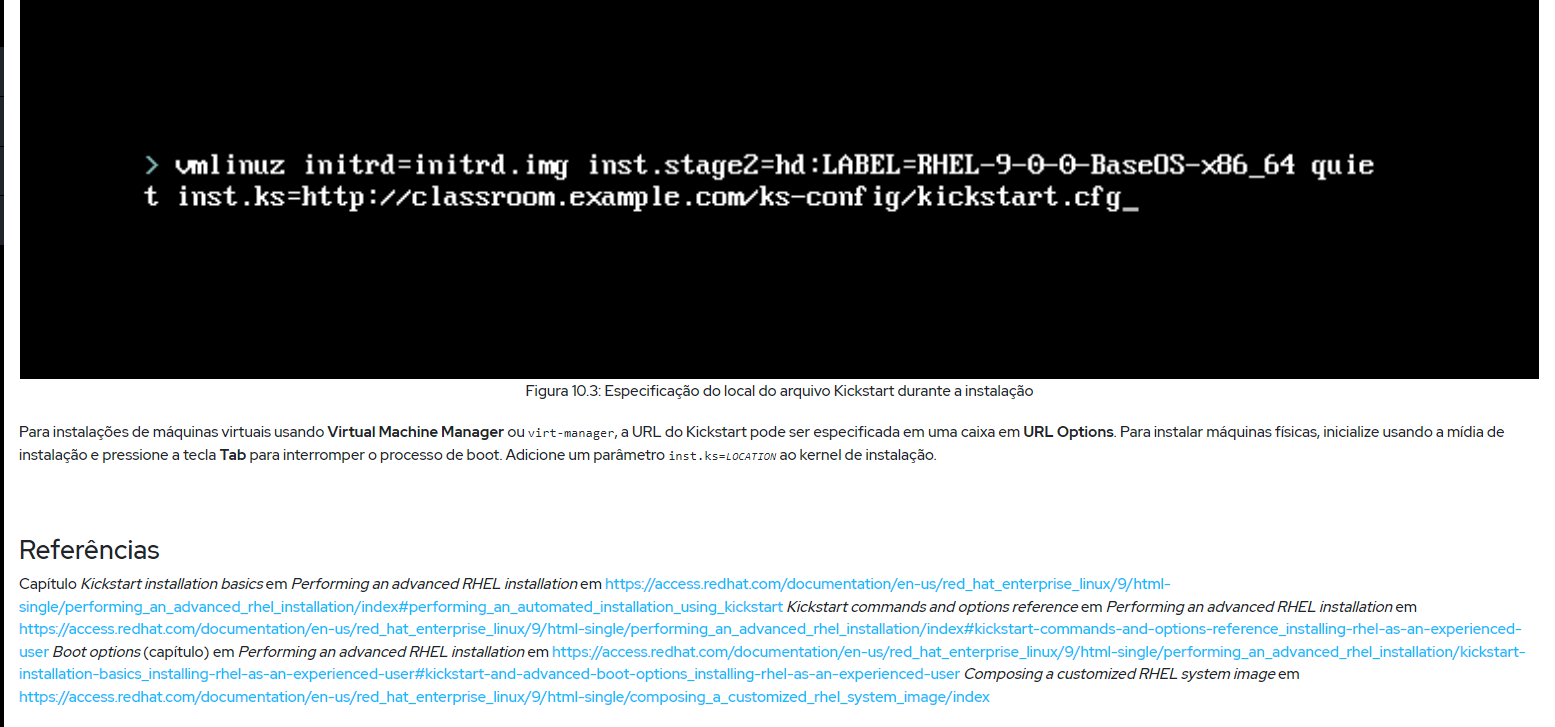 > vmlinuz initrd=initrd.img inst.stage2=hd:LABEL=RHEL-9-0-0-BaseOS-x86_64 quie
t inst.ks=http://classroom.example.com/ks-config/kickstart.cfg_
Figura 10.3: Especificação do local do arquivo Kickstart durante a instalação
Para instalações de máquinas virtuais usando Virtual Machine Manager ou virt-manager, a URL do Kickstart pode ser especificada em uma caixa em URL Options. Para instalar máquinas físicas, inicialize usando a mídia de
instalação e pressione a tecla Tab para interromper o processo de boot. Adicione um parâmetro inst.ks=LOCATION ao kernel de instalação.
Referências
Capítulo Kickstart installation basics em Performing an advanced RHEL installation em https://access.redhat.com/documentation/en-us/red_hat_enterprise_linux/9/html-
single/performing_an_advanced_rhel_installation/index#performing_an_automated_installation_using_kickstart Kickstart commands and options reference em Performing an advanced RHEL installation em
https://access.redhat.com/documentation/en-us/red_hat_enterprise_linux/9/html-single/performing_an_advanced_rhel_installation/index#kickstart-commands-and-options-reference_installing-rhel-as-an-experienced-
user Boot options (capítulo) em Performing an advanced RHEL installation em https://access.redhat.com/documentation/en-us/red_hat_enterprise_linux/9/html-single/performing_an_advanced_rhel_installation/kickstart-
installation-basics_installing-rhel-as-an-experienced-user#kickstart-and-advanced-boot-options_installing-rhel-as-an-experienced-user Composing a customized RHEL system image em
https://access.redhat.com/documentation/en-us/red_hat_enterprise_linux/9/html-single/composing_a_customized_rhel_system_image/index